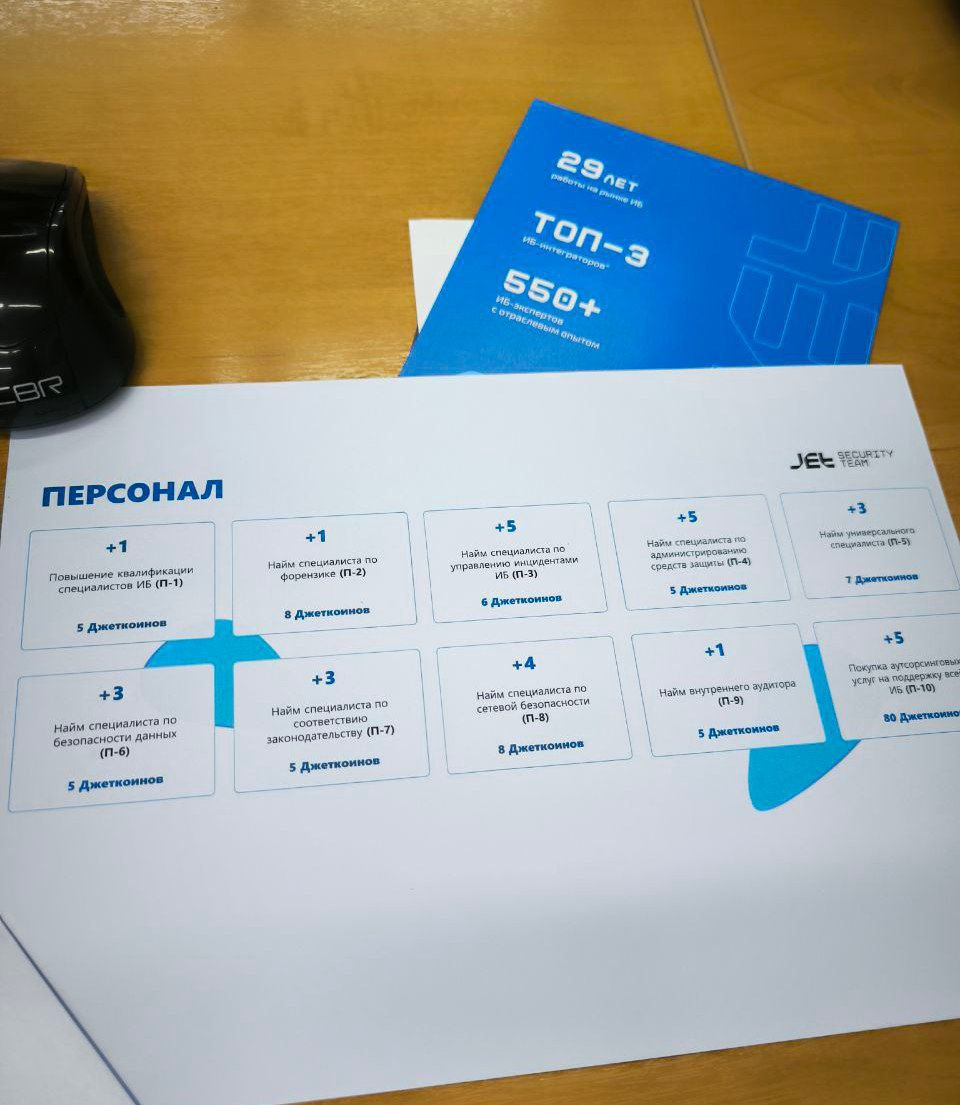 29 ЛЕТ
работы на рынке ИБ
ТОП-3
ИБ-интеграторов*
550+
ИБ-экспертов
с отраслевым опытом
CBR
JET SECURITY
TEAM
ПЕРСОНАЛ
+1
Повышение квалификации
специалистов ИБ (П-1)
5 Джеткоинов
+1
Найм специалиста по
форензике (П-2)
8 Джеткоинов
+5
Найм специалиста по
управлению инцидентами
ИБ (П-3)
6 Джеткоинов
+5
Найм специалиста по
администрированию
средств защиты (П-4)
5 Джеткоинов
+3
Найм универсального
специалиста (П-5)
7 Джеткоинов
+3
Найм специалиста по
безопасности данных
(П-6)
5 Джеткоинов
+3
Найм специалиста по
соответствию
законодательству (П-7)
5 Джеткоинов
+4
Найм специалиста по
сетевой безопасности
(П-8)
8 Джеткоинов
+1
Найм внутреннего аудитора
(П-9)
5 Джеткоинов
+5
Покупка аутсорсинговых
услуг на поддержку все
ИБ (П-10)
80 Джеткоино